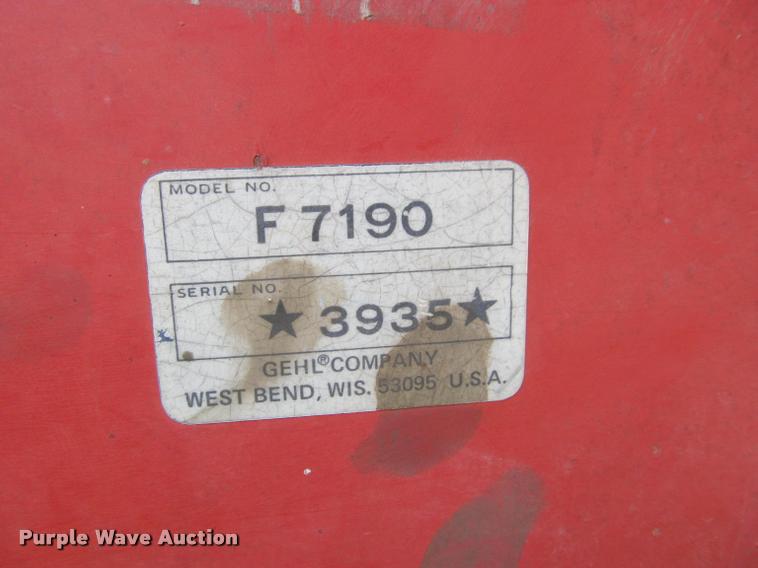 MODEL NO.
F 7190
SERIAL NO.
★ 3935 ★
GEHL® COMPANY
WEST BEND, WIS. 53095 U.S.A.
Purple Wave Auction